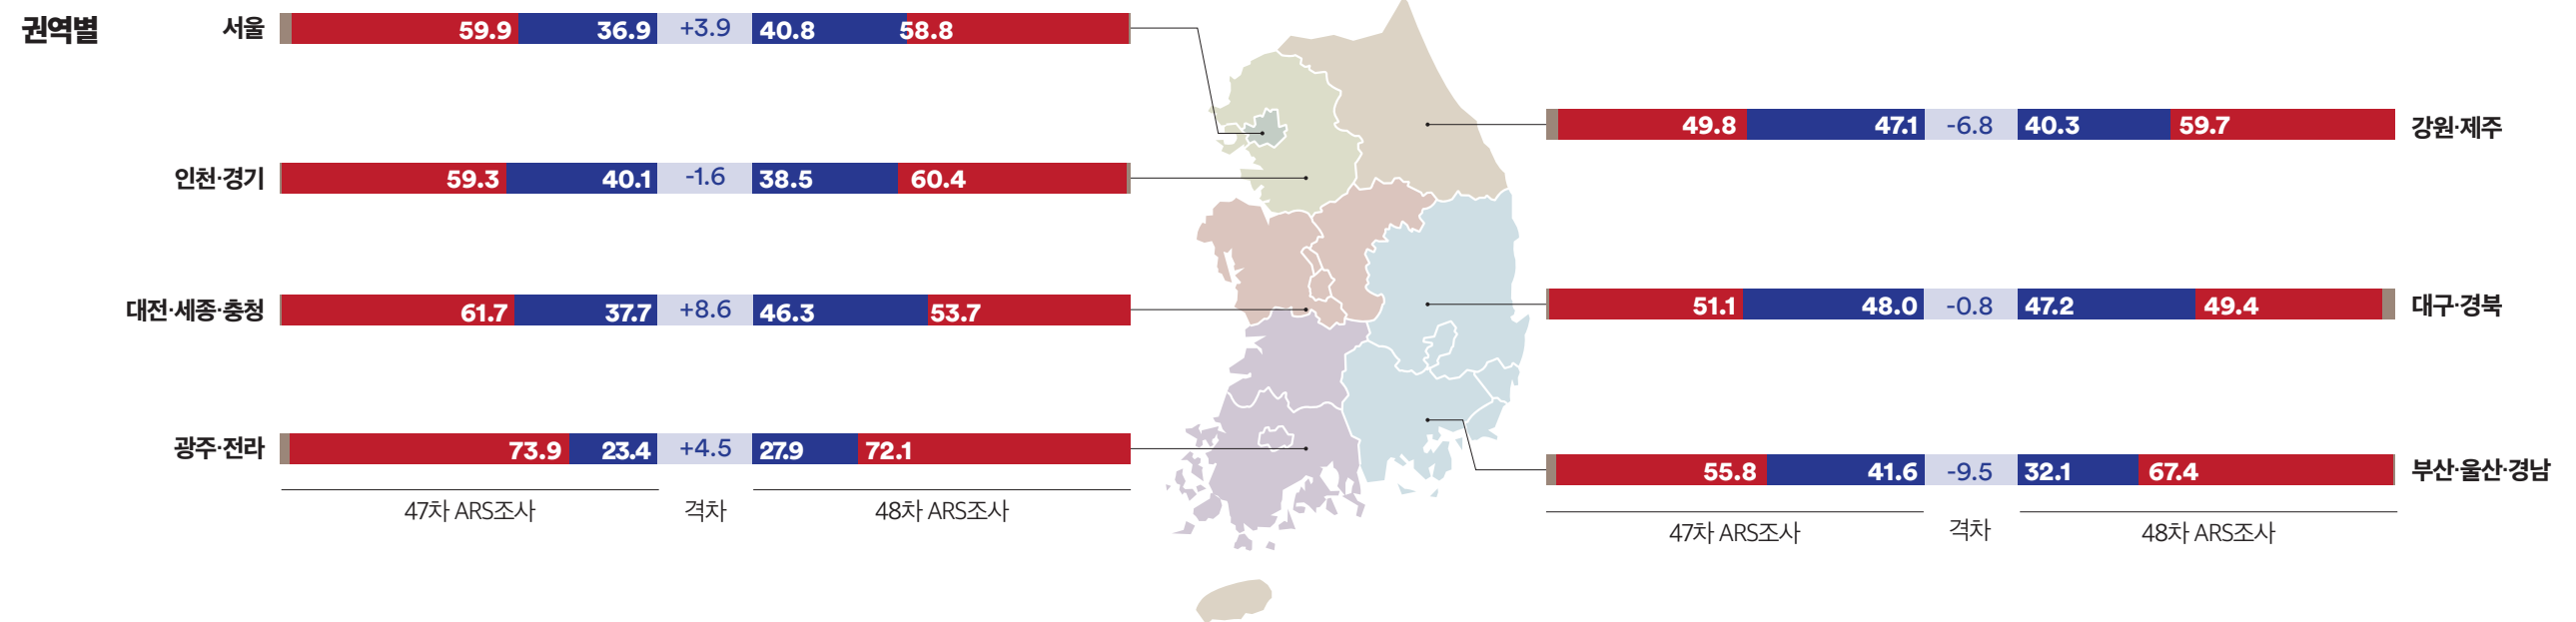 권역별
서울 59.9 36.9 +3.9 40.8 58.8
인천·경기 59.3 40.1 -1.6 38.5 60.4
대전·세종·충청 61.7 37.7 +8.6 46.3 53.7
광주·전라 73.9 23.4 +4.5 27.9 72.1
47차 ARS조사 격차 48차 ARS조사
49.8 47.1 -6.8 40.3 59.7 강원·제주
51.1 48.0 -0.8 47.2 49.4 대구·경북
55.8 41.6 -9.5 32.1 67.4 부산·울산·경남
47차 ARS조사 격차 48차 ARS조사